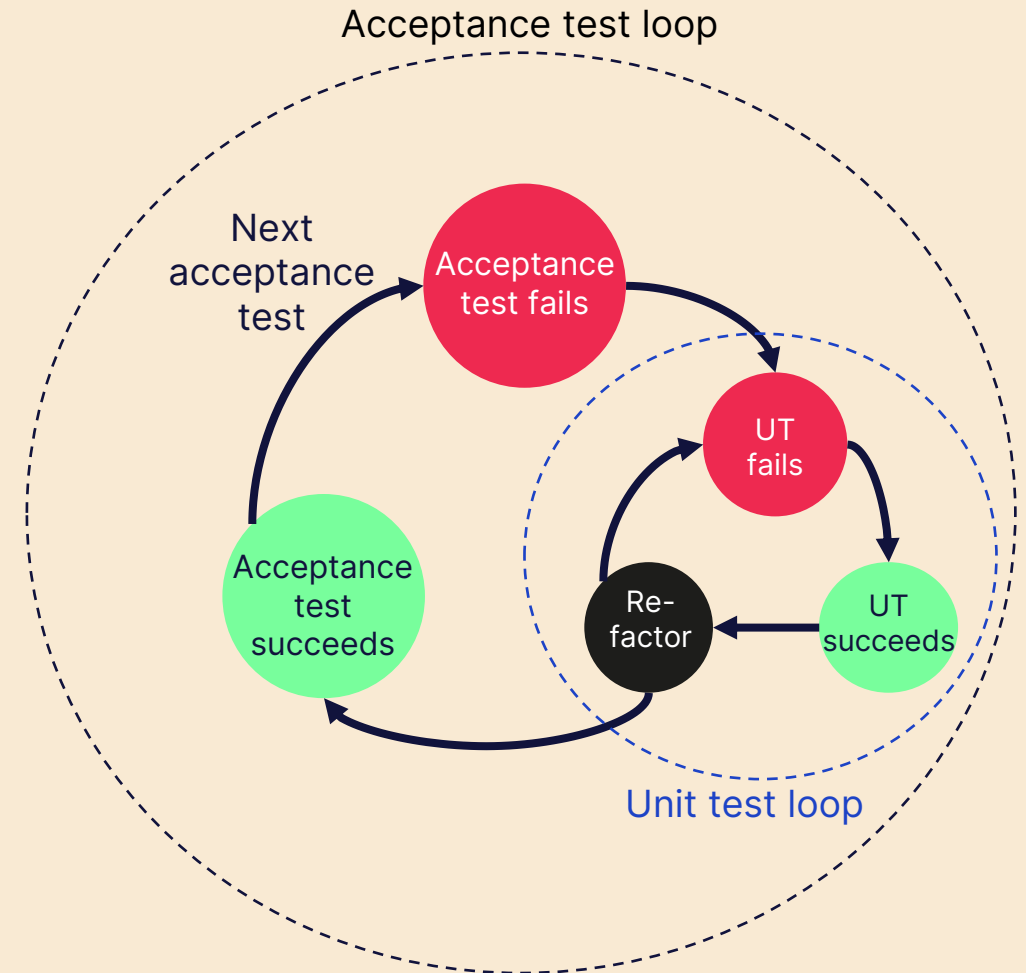 Acceptance test loop
Next
acceptance
test
Acceptance
test fails
UT
fails
Acceptance
test
succeeds
Re-
factor
UT
succeeds
Unit test loop